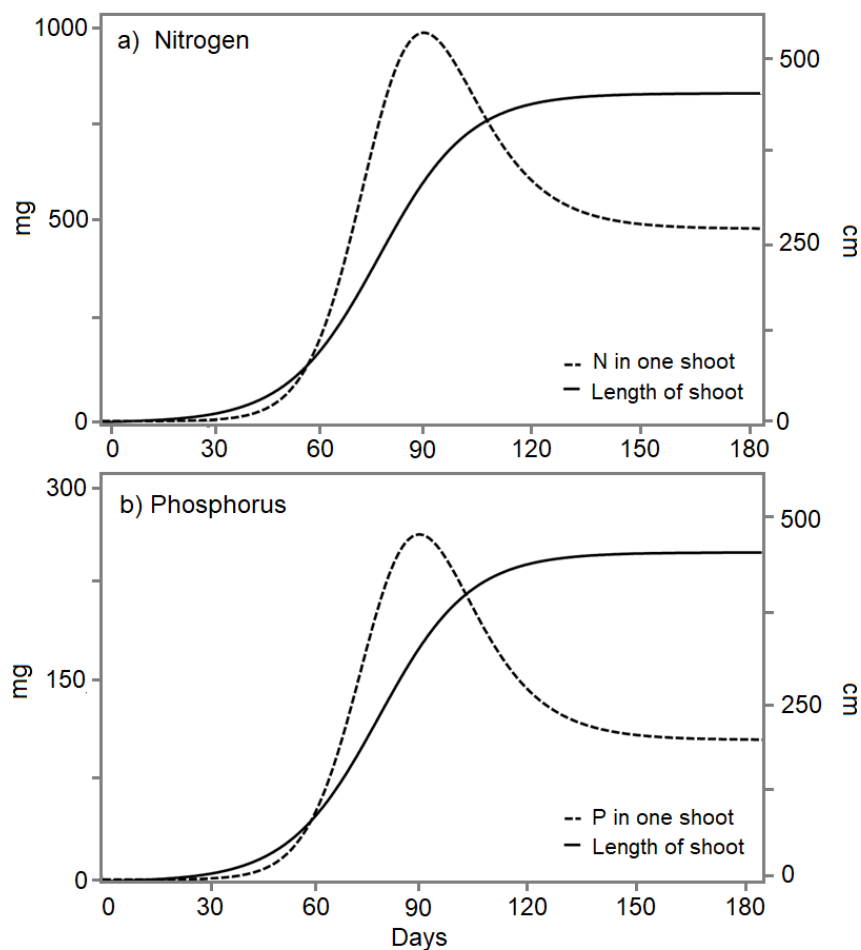 a) Nitrogen
1000
500
0
mg
500
250
0
cm
N in one shoot
Length of shoot
0 30 60 90 120 150 180
b) Phosphorus
300
150
0
mg
500
250
0
cm
P in one shoot
Length of shoot
0 30 60 90 120 150 180
Days